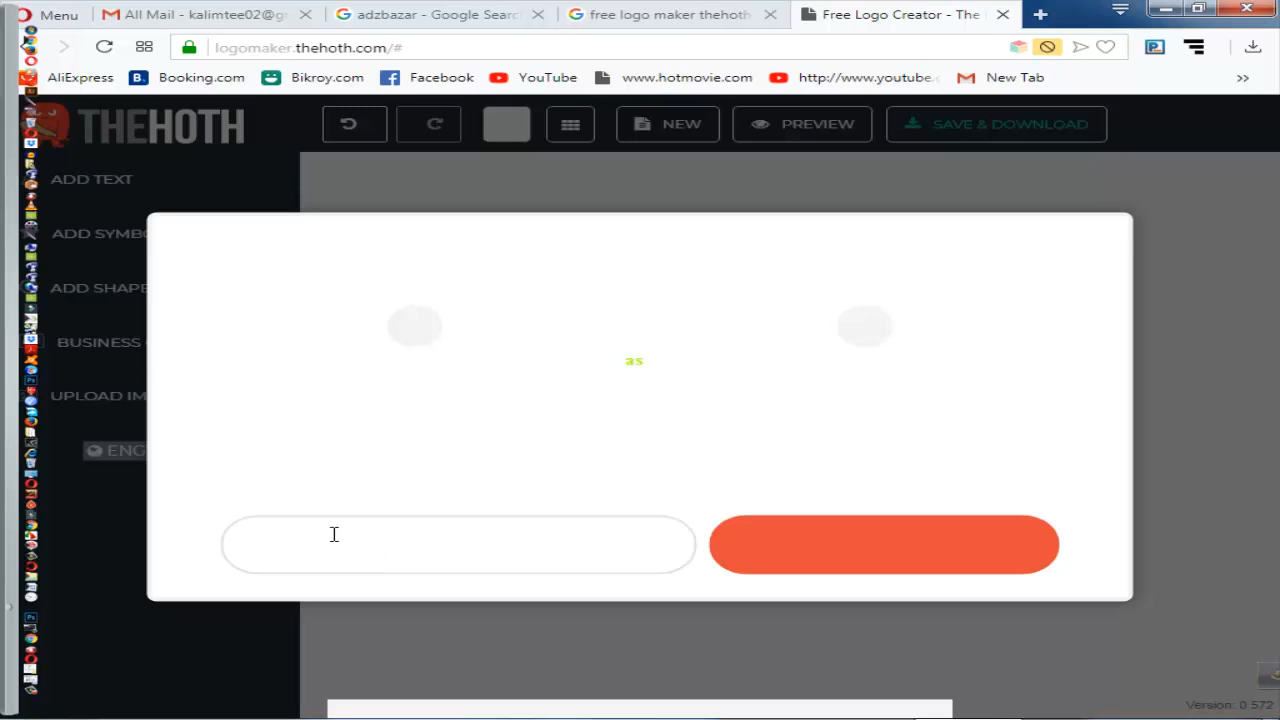 Menu
All Mail - kalimtee02@g
adzbazar - Google Searc
free logo maker thehoth
Free Logo Creator - The
logomaker.thehoth.com/#
AliExpress
Booking.com
Bikroy.com
Facebook
YouTube
www.hotmovie.com
http://www.youtube.
New Tab
THEHOTH
NEW
PREVIEW
SAVE & DOWNLOAD
ADD TEXT
ADD SYMBO
ADD SHAPE
BUSINESS
UPLOAD IM
ENG
as
Version: 0.572